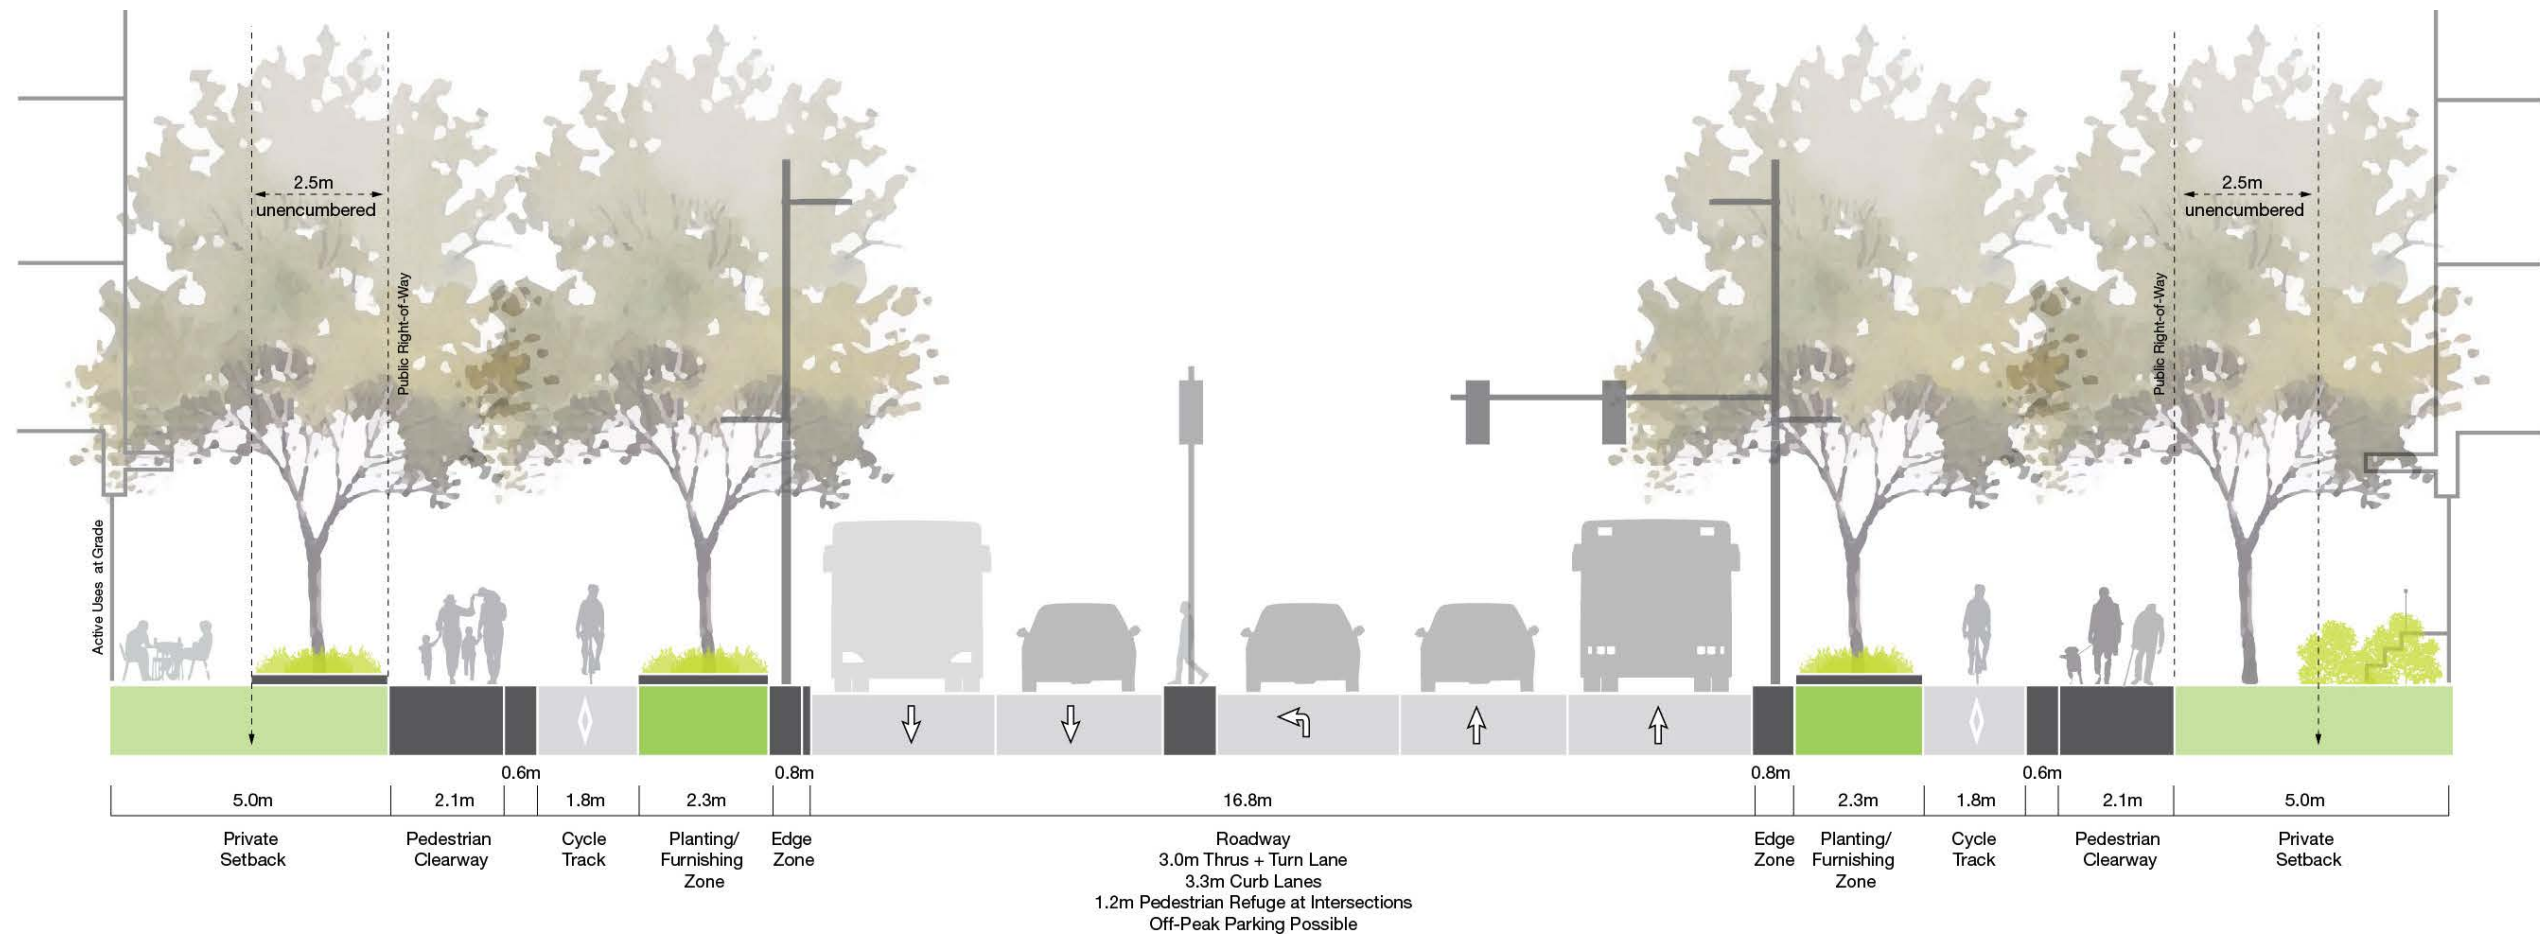 2.5m
unencumbered
2.5m
unencumbered
Public Right-of-Way
Public Right-of-Way
Active Uses at Grade
0.6m
0.8m
0.8m
0.6m
5.0m
2.1m
1.8m
2.3m
16.8m
2.3m
1.8m
2.1m
5.0m
Private
Setback
Pedestrian
Clearway
Cycle
Track
Planting/
Furnishing
Zone
Edge
Zone
Roadway
3.0m Thrus + Turn Lane
3.3m Curb Lanes
1.2m Pedestrian Refuge at Intersections
Off-Peak Parking Possible
Edge
Zone
Planting/
Furnishing
Zone
Cycle
Track
Pedestrian
Clearway
Private
Setback